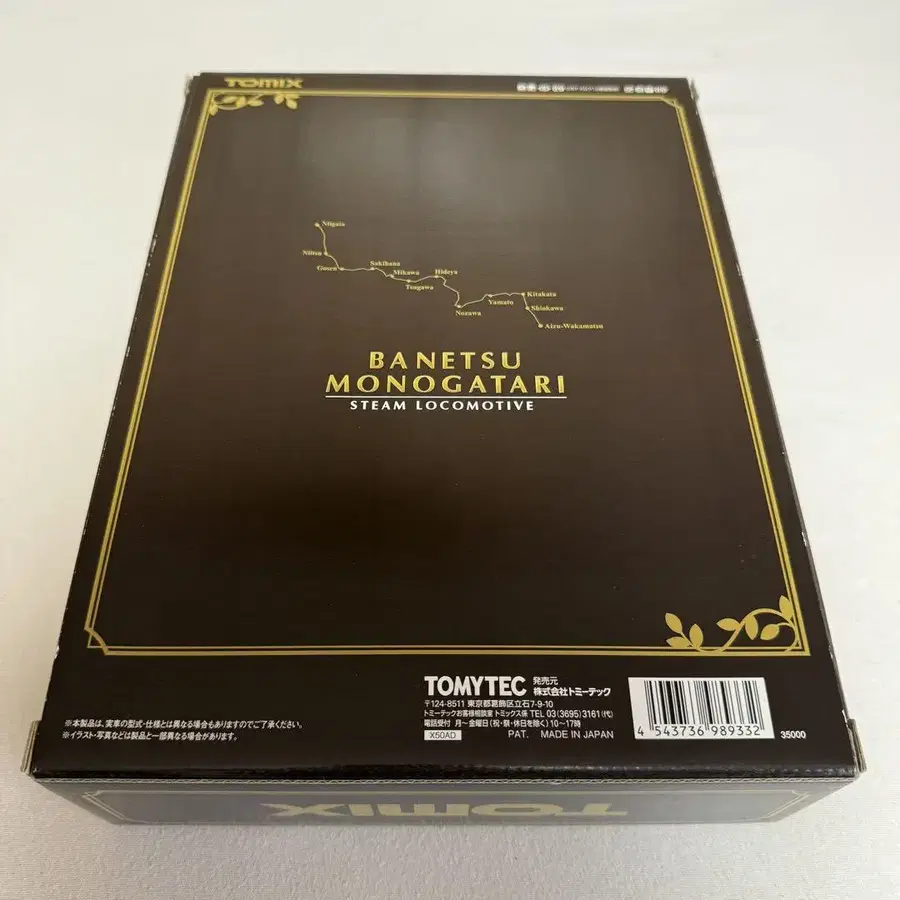 TOMIX
Niigata
Niitsu
Gosen
Sakihana
Mikawa
Tsugawa
Hideya
Nozawa
Yamato
Kitakata
Shiokawa
Aizu-Wakamatsu
BANETSU
MONOGATARI
STEAM LOCOMOTIVE
TOMYTEC 発売元 株式会社トミーテック
〒124-8511 東京都葛飾区立石7-9-10
トミーテックお客様相談室 トミックス係 TEL 03(3695)3161(代)
電話受付 月～金曜日(祝・祭・休日を除く)10～17時
X50AD PAT. MADE IN JAPAN
4 543736 989332
35000
※本製品は、実車の型式・仕様とは異なる場合もありますのでご了承ください。
※イラスト・写真などは製品と一部異なる場合があります。
TOMIX